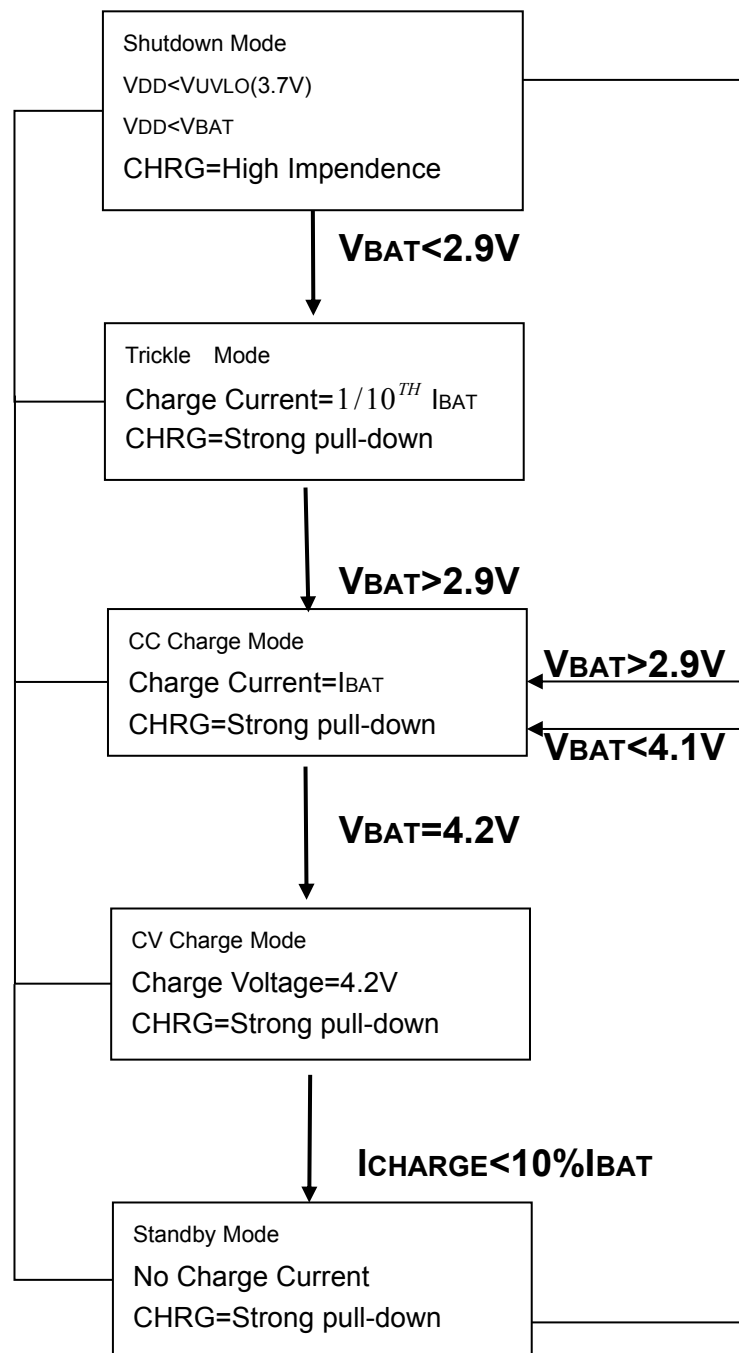 Shutdown Mode
VDD<VUVLO(3.7V)
VDD<VBAT
CHRG=High Impendence
VBAT<2.9V
Trickle Mode
Charge Current=1/10^TH IBAT
CHRG=Strong pull-down
VBAT>2.9V
CC Charge Mode
Charge Current=IBAT
CHRG=Strong pull-down
VBAT>2.9V
VBAT<4.1V
VBAT=4.2V
CV Charge Mode
Charge Voltage=4.2V
CHRG=Strong pull-down
ICHARGE<10%IBAT
Standby Mode
No Charge Current
CHRG=Strong pull-down